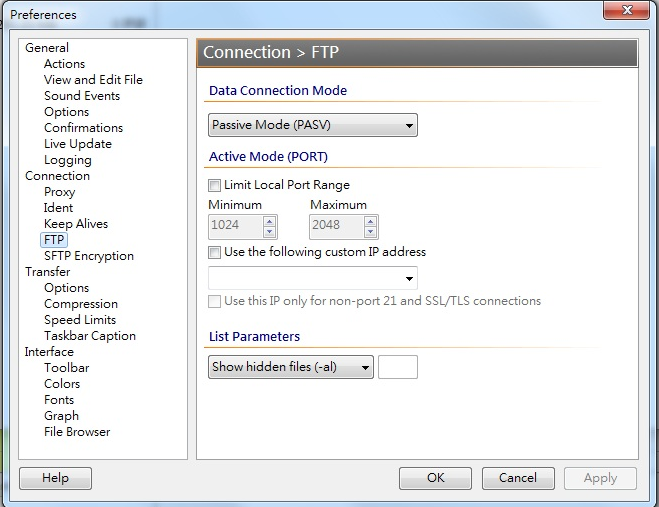 Preferences
General
Actions
View and Edit File
Sound Events
Options
Confirmations
Live Update
Logging
Connection
Proxy
Ident
Keep Alives
FTP
SFTP Encryption
Transfer
Options
Compression
Speed Limits
Taskbar Caption
Interface
Toolbar
Colors
Fonts
Graph
File Browser
Connection > FTP
Data Connection Mode
Passive Mode (PASV)
Active Mode (PORT)
Limit Local Port Range
Minimum Maximum
1024 2048
Use the following custom IP address
Use this IP only for non-port 21 and SSL/TLS connections
List Parameters
Show hidden files (-al)
Help OK Cancel Apply